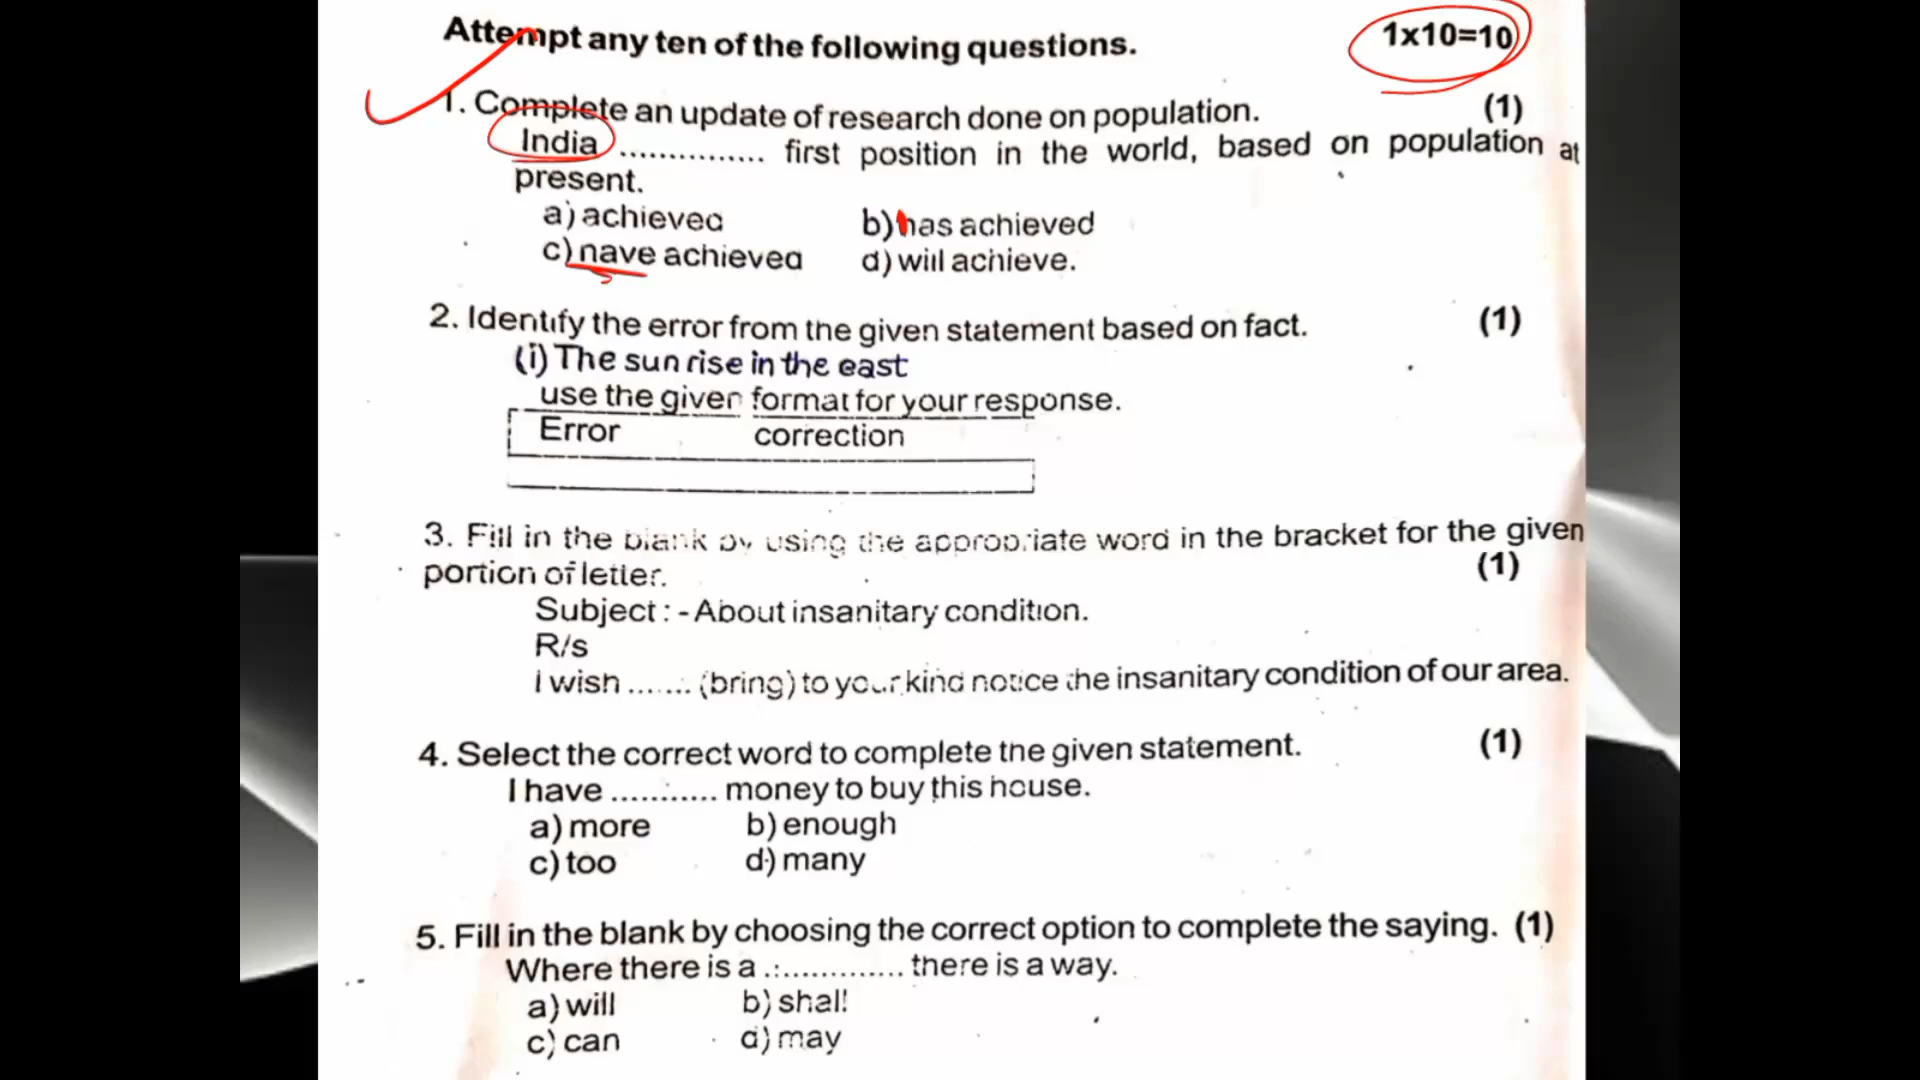 Attempt any ten of the following questions. 1x10=10
1. Complete an update of research done on population. (1)
India ............... first position in the world, based on population at
present.
a) achieved b) has achieved
c) have achieved d) will achieve.
2. Identify the error from the given statement based on fact. (1)
(i) The sun rise in the east
use the given format for your response.
Error correction
3. Fill in the blank by using the appropriate word in the bracket for the given
portion of letter. (1)
Subject : - About insanitary condition.
R/s
I wish ....... (bring) to your kind notice the insanitary condition of our area.
4. Select the correct word to complete the given statement. (1)
I have ........... money to buy this house.
a) more b) enough
c) too d) many
5. Fill in the blank by choosing the correct option to complete the saying. (1)
Where there is a .............. there is a way.
a) will b) shall
c) can d) may